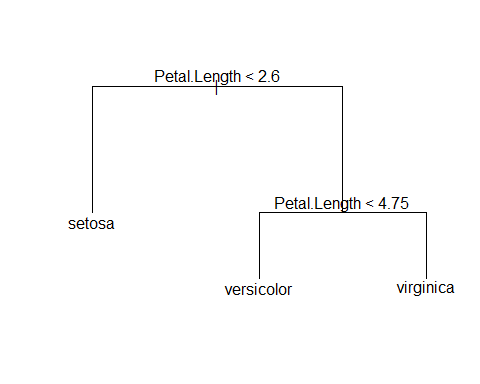 Petal.Length < 2.6
Petal.Length < 4.75
setosa
versicolor
virginica